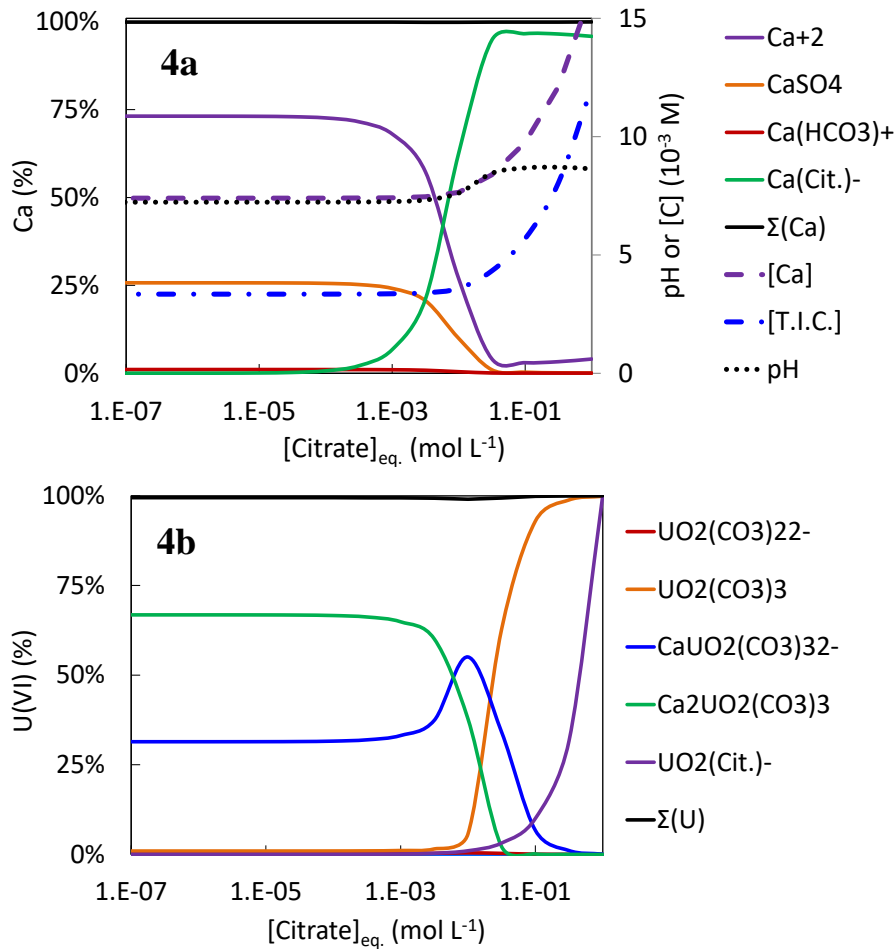 4a
Ca (%)
100%
75%
50%
25%
0%
15
10
5
0
pH or [C] (10⁻³ M)
1.E-07 1.E-05 1.E-03 1.E-01
[Citrate]eq. (mol L⁻¹)
Ca+2
CaSO4
Ca(HCO3)+
Ca(Cit.)-
Σ(Ca)
[Ca]
[T.I.C.]
pH
4b
U(VI) (%)
100%
75%
50%
25%
0%
1.E-07 1.E-05 1.E-03 1.E-01
[Citrate]eq. (mol L⁻¹)
UO2(CO3)22-
UO2(CO3)3
CaUO2(CO3)32-
Ca2UO2(CO3)3
UO2(Cit.)-
Σ(U)